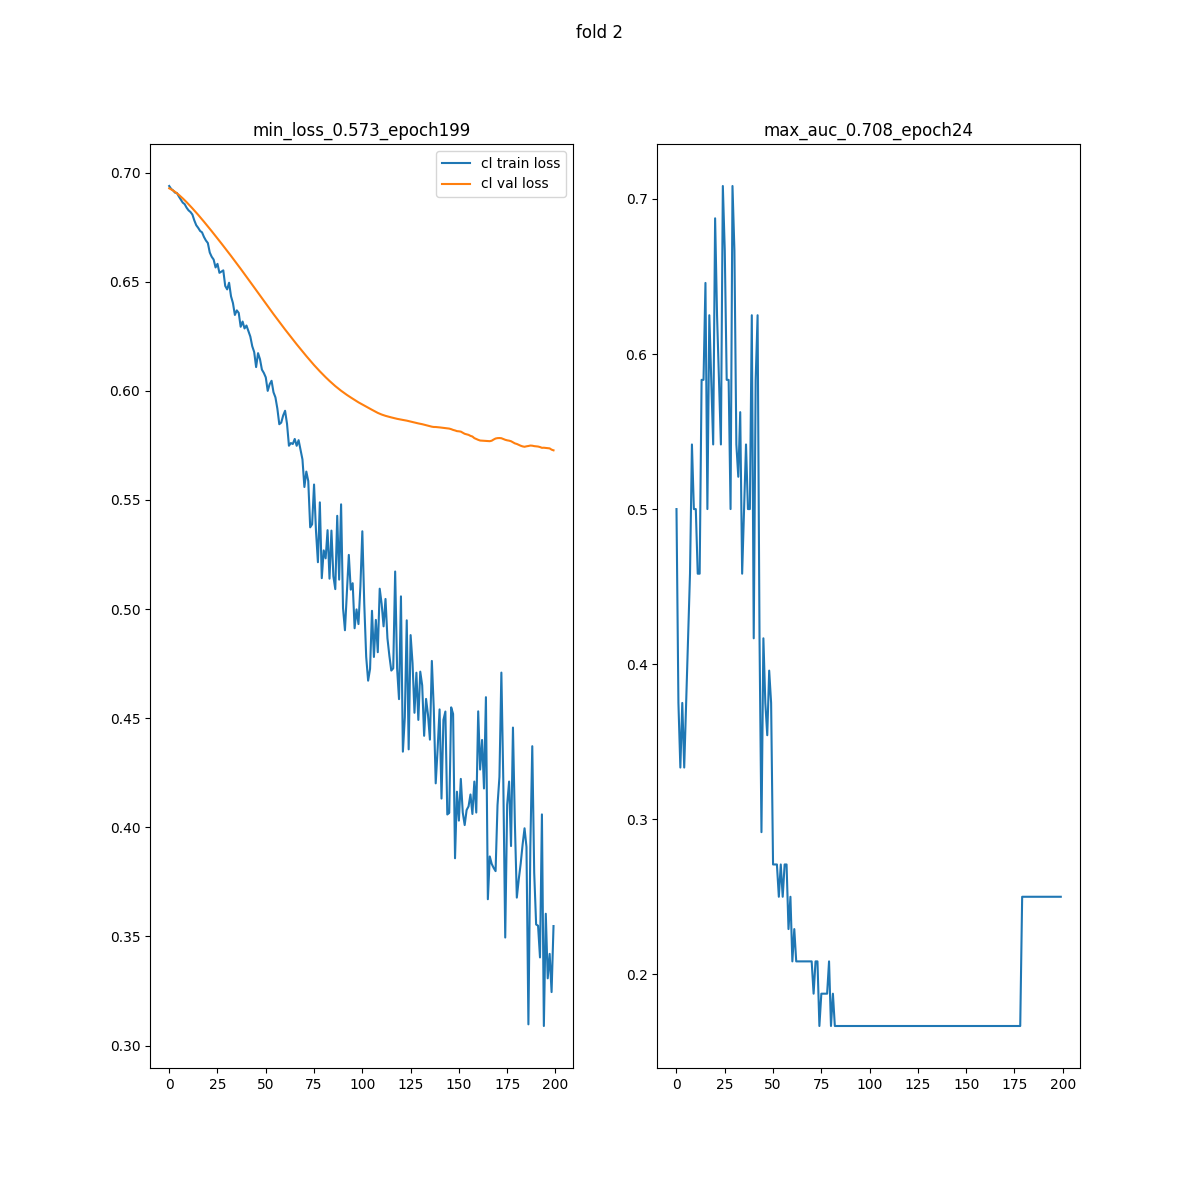 fold 2
min_loss_0.573_epoch199
cl train loss
cl val loss
0.70
0.65
0.60
0.55
0.50
0.45
0.40
0.35
0.30
0 25 50 75 100 125 150 175 200
max_auc_0.708_epoch24
0.7
0.6
0.5
0.4
0.3
0.2
0 25 50 75 100 125 150 175 200